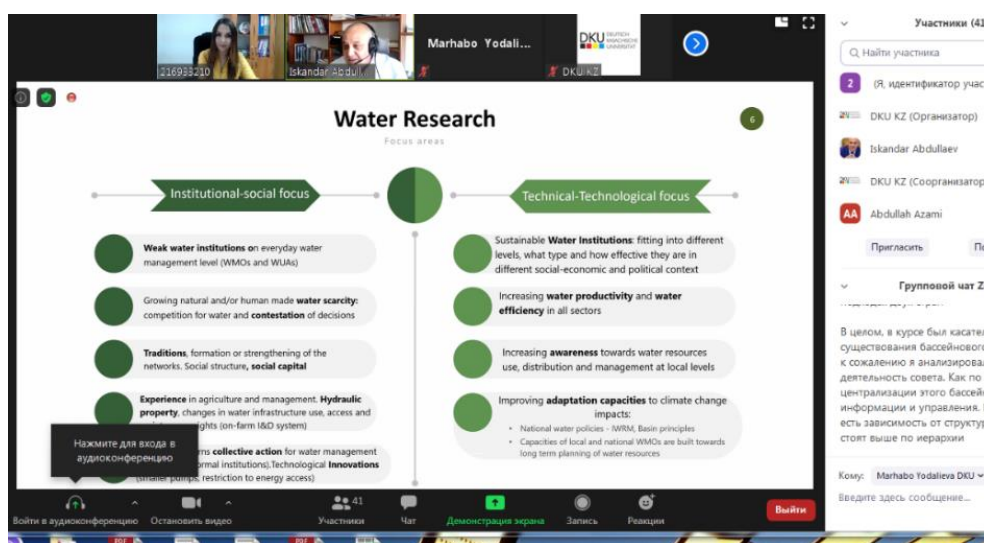 216933210
Iskandar Abdull
Marhabo Yodali...
DKU
DKU KZ
Water Research
Focus areas
6
Institutional-social focus
Weak water institutions on everyday water
management level (WMOs and WUAs)
Growing natural and/or human made water scarcity:
competition for water and contestation of decisions
Traditions, formation or strengthening of the
networks. Social structure, social capital
Experience in agriculture and management. Hydraulic
property, changes in water infrastructure use, access and
ghts (on-farm I&D system)
ns collective action for water management
ormal institutions).Technological Innovations
(smaller pumps, restriction to energy access)
Technical-Technological focus
Sustainable Water Institutions: fitting into different
levels, what type and how effective they are in
different social-economic and political context
Increasing water productivity and water
efficiency in all sectors
Increasing awareness towards water resources
use, distribution and management at local levels
Improving adaptation capacities to climate change
impacts:
• National water policies - IWRM, Basin principles
• Capacities of local and national WMOs are built towards
long term planning of water resources
Нажмите для входа в
аудиоконференцию
Войти в аудиоконференцию
Остановить видео
41
Участники
Чат
Демонстрация экрана
Запись
Реакции
Выйти
Участники (41
Найти участника
2 (Я, идентификатор учас
DKU KZ (Организатор)
Iskandar Abdullaev
DKU KZ (Соорганизатор
AA Abdullah Azami
Пригласить
Групповой чат Z
В целом, в курсе был касател
существования бассейнового
к сожалению я анализировал
деятельность совета. Как по
централизации этого бассей
информации и управления.
есть зависимость от структур
стоят выше по иерархии
Кому: Marhabo Yodalieva DKU
Введите здесь сообщение...